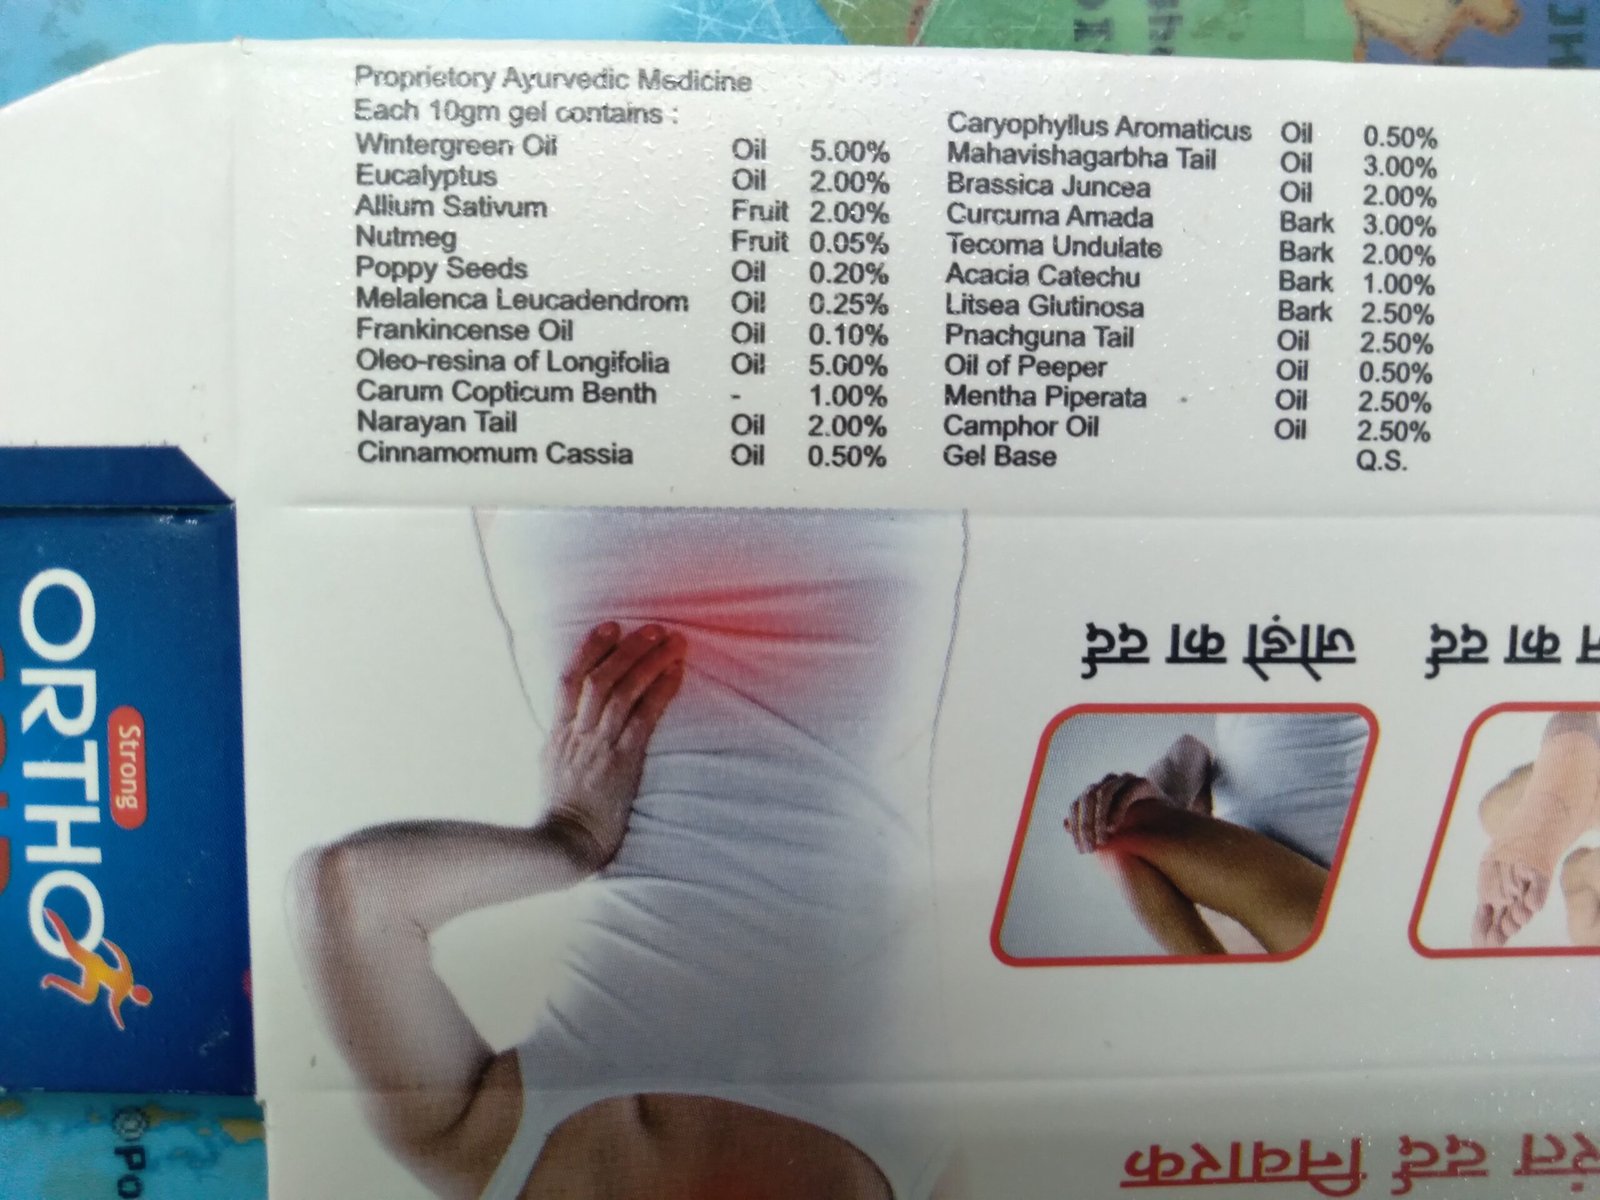 Proprietory Ayurvedic Medicine
Each 10gm gel contains :
Wintergreen Oil Oil 5.00%
Eucalyptus Oil 2.00%
Allium Sativum Fruit 2.00%
Nutmeg Fruit 0.05%
Poppy Seeds Oil 0.20%
Melalenca Leucadendrom Oil 0.25%
Frankincense Oil Oil 0.10%
Oleo-resina of Longifolia Oil 5.00%
Carum Copticum Benth - 1.00%
Narayan Tail Oil 2.00%
Cinnamomum Cassia Oil 0.50%
Caryophyllus Aromaticus Oil 0.50%
Mahavishagarbha Tail Oil 3.00%
Brassica Juncea Oil 2.00%
Curcuma Amada Bark 3.00%
Tecoma Undulate Bark 2.00%
Acacia Catechu Bark 1.00%
Litsea Glutinosa Bark 2.50%
Pnachguna Tail Oil 2.50%
Oil of Peeper Oil 0.50%
Mentha Piperata Oil 2.50%
Camphor Oil Oil 2.50%
Gel Base Q.S.
Strong
ORTHO
जोड़ो का दर्द
का दर्द
दर्द निवारक